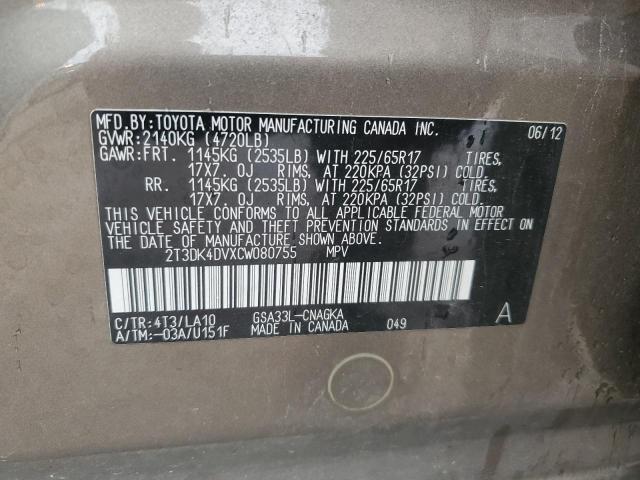 MFD.BY:TOYOTA MOTOR MANUFACTURING CANADA INC. 06/12
GVWR:2140KG (4720LB)
GAWR:FRT. 1145KG (2535LB) WITH 225/65R17 TIRES,
17X7. 0J RIMS, AT 220KPA (32PSI) COLD.
RR. 1145KG (2535LB) WITH 225/65R17 TIRES,
17X7. 0J RIMS, AT 220KPA (32PSI) COLD.
THIS VEHICLE CONFORMS TO ALL APPLICABLE FEDERAL MOTOR
VEHICLE SAFETY AND THEFT PREVENTION STANDARDS IN EFFECT ON
THE DATE OF MANUFACTURE SHOWN ABOVE.
2T3DK4DVXCW080755 MPV
C/TR:4T3/LA10 GSA33L-CNAGKA A
A/TM:-03A/U151F MADE IN CANADA 049